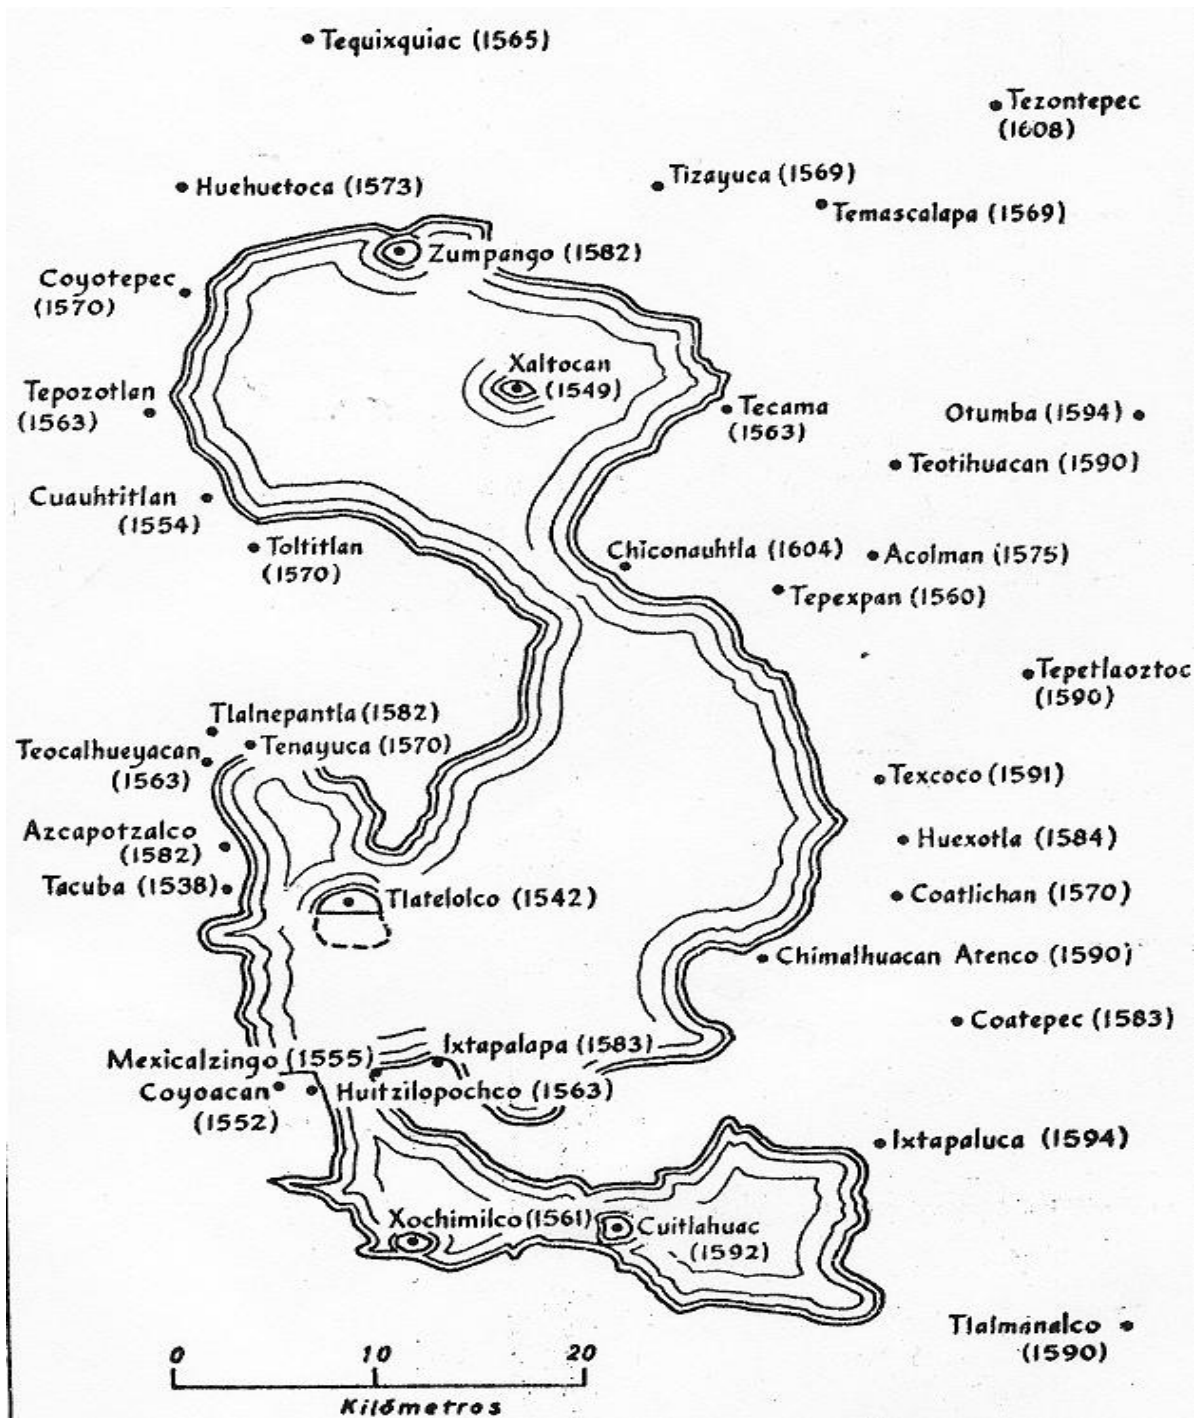 Tequixquiac (1565)
Tezontepec
(1608)
Tizayuca (1569)
Huehuetoca (1573)
Temascalapa (1569)
Zumpango (1582)
Coyotepec
(1570)
Xaltocan
(1549)
Tepozotlan
(1563)
Tecama
(1563)
Otumba (1594)
Teotihuacan (1590)
Cuauhtitlan
(1554)
Toltitlan
(1570)
Chiconauhtla (1604)
Acolman (1575)
Tepexpan (1560)
Tepetlaoztoc
(1590)
Tlalnepantla (1582)
Teocalhueyacan
(1563)
Tenayuca (1570)
Texcoco (1591)
Azcapotzalco
(1582)
Huexotla (1584)
Tacuba (1538)
Tlatelolco (1542)
Coatlichan (1570)
Chimalhuacan Atenco (1590)
Coatepec (1583)
Ixtapalapa (1583)
Mexicalzingo (1555)
Coyoacan
(1552)
Huitzilopochco (1563)
Ixtapaluca (1594)
Xochimilco (1561)
Cuitlahuac
(1592)
Tlalmanalco
(1590)
0 10 20
Kilómetros